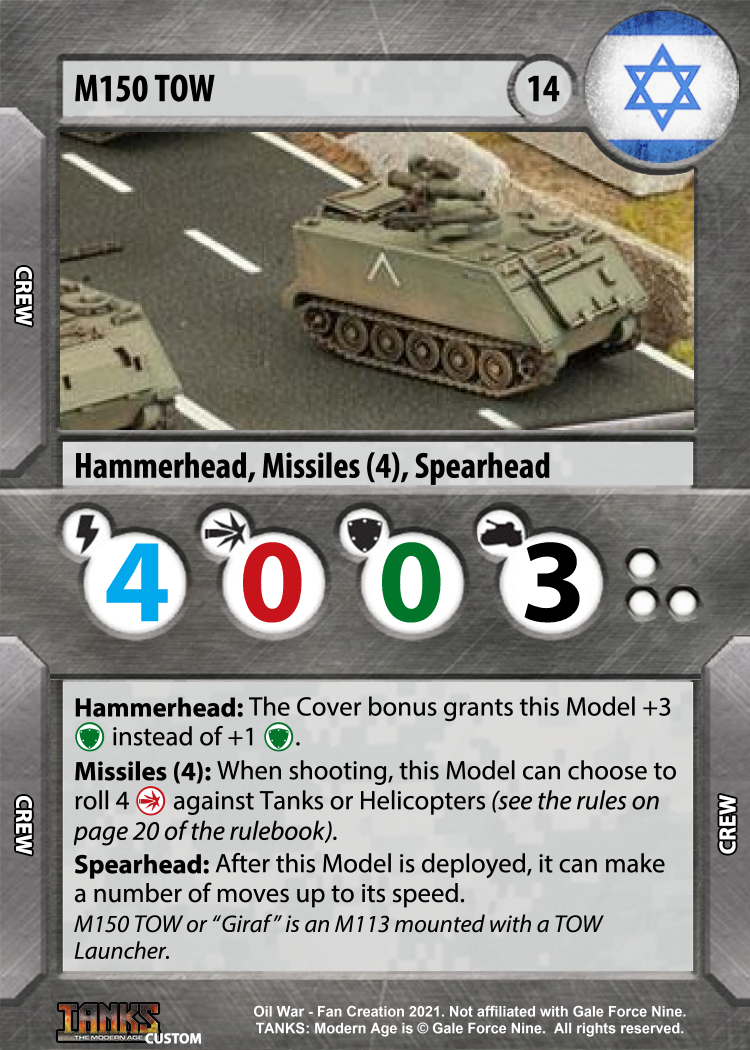 M150 TOW
14
CREW
Hammerhead, Missiles (4), Spearhead
4 0 0 3
Hammerhead: The Cover bonus grants this Model +3
instead of +1 .
Missiles (4): When shooting, this Model can choose to
roll 4 against Tanks or Helicopters (see the rules on
page 20 of the rulebook).
Spearhead: After this Model is deployed, it can make
a number of moves up to its speed.
M150 TOW or “Giraf” is an M113 mounted with a TOW
Launcher.
CREW
CREW
TANKS
THE MODERN AGE
CUSTOM
Oil War - Fan Creation 2021. Not affiliated with Gale Force Nine.
TANKS: Modern Age is © Gale Force Nine. All rights reserved.